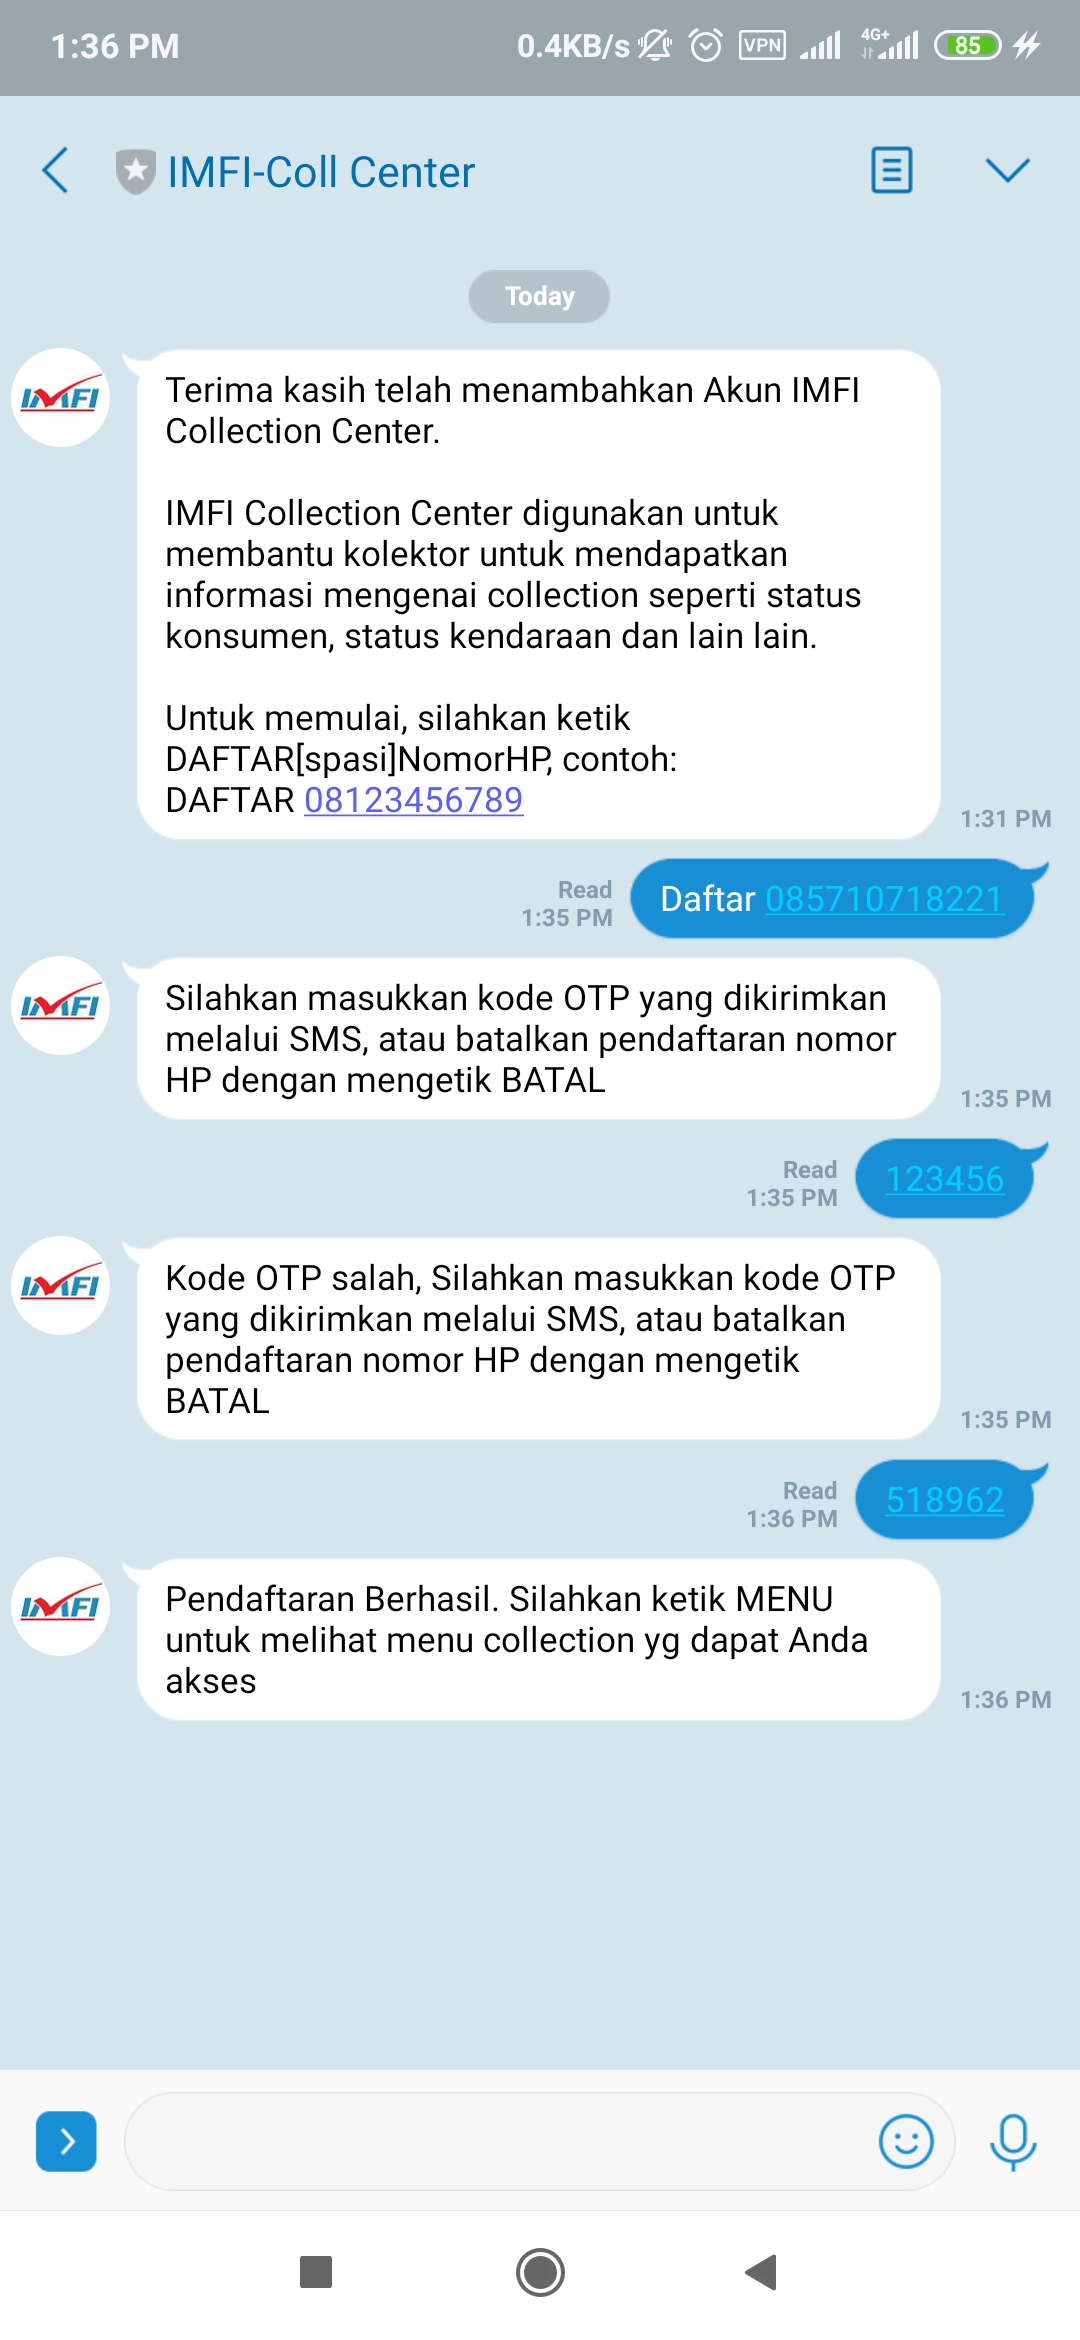 1:36 PM
0.4KB/s VPN 4G+ 85
IMFI-Coll Center
Today
IMFI
Terima kasih telah menambahkan Akun IMFI
Collection Center.
IMFI Collection Center digunakan untuk
membantu kolektor untuk mendapatkan
informasi mengenai collection seperti status
konsumen, status kendaraan dan lain lain.
Untuk memulai, silahkan ketik
DAFTAR[spasi]NomorHP, contoh:
DAFTAR 08123456789
1:31 PM
Read
1:35 PM
Daftar 085710718221
IMFI
Silahkan masukkan kode OTP yang dikirimkan
melalui SMS, atau batalkan pendaftaran nomor
HP dengan mengetik BATAL
1:35 PM
Read
1:35 PM
123456
IMFI
Kode OTP salah, Silahkan masukkan kode OTP
yang dikirimkan melalui SMS, atau batalkan
pendaftaran nomor HP dengan mengetik
BATAL
1:35 PM
Read
1:36 PM
518962
IMFI
Pendaftaran Berhasil. Silahkan ketik MENU
untuk melihat menu collection yg dapat Anda
akses
1:36 PM